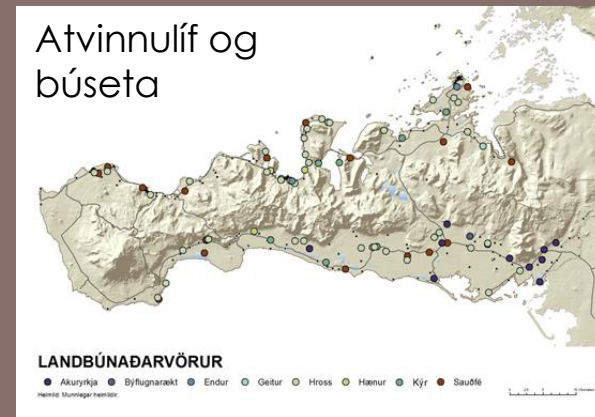 Atvinnulíf og
búseta
LANDBÚNAÐARVÖRUR
Akuryrkja Býflugnarækt Endur Geitur Hross Hænur Kýr Sauðfé
Heimild: Munnlegar heimildir.